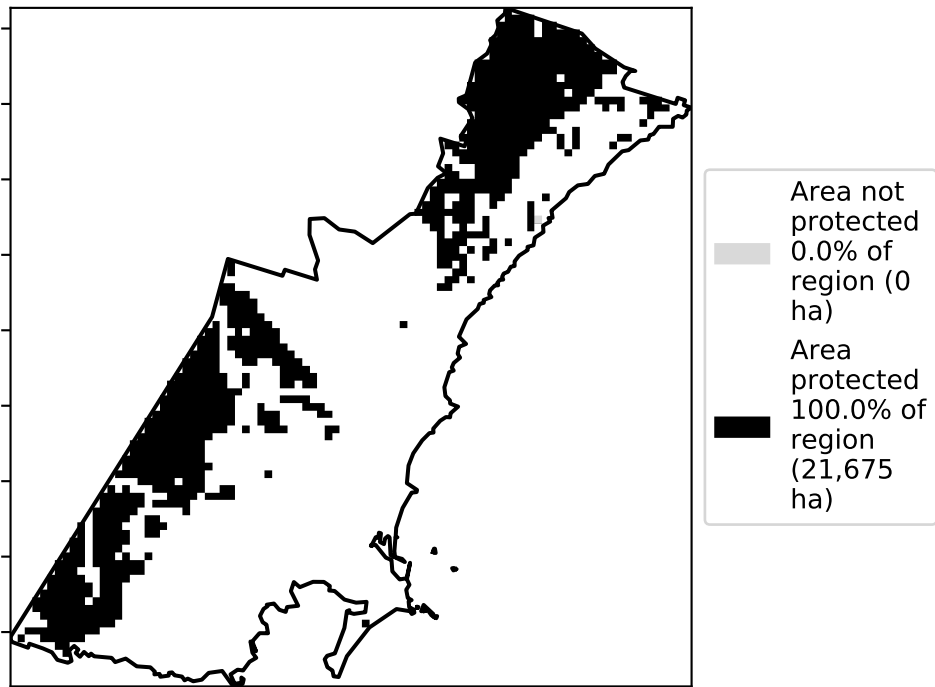 Area not
protected
0.0% of
region (0
ha)
Area
protected
100.0% of
region
(21,675
ha)